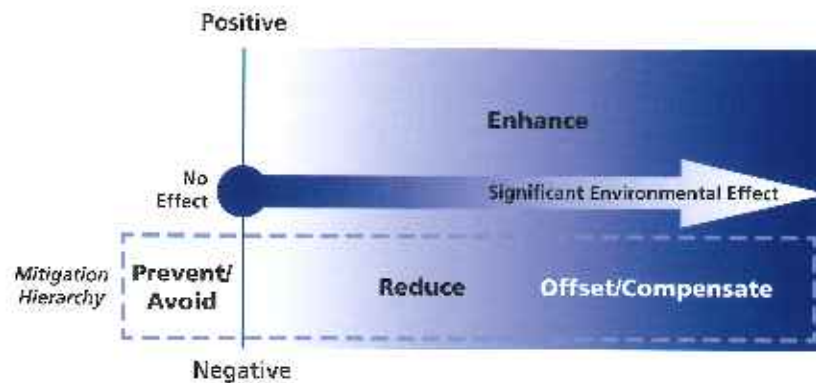 Positive
Enhance
No
Effect
Significant Environmental Effect
Mitigation
Hierarchy
Prevent/
Avoid
Reduce
Offset/Compensate
Negative